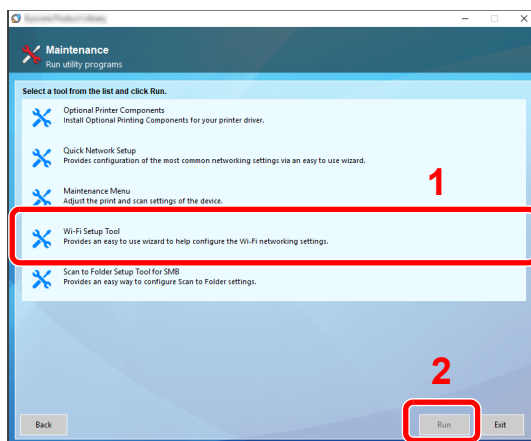 Maintenance
Run utility programs
Select a tool from the list and click Run.
Optional Printer Components
Install Optional Printing Components for your printer driver.
Quick Network Setup
Provides configuration of the most common networking settings via an easy to use wizard.
1
Maintenance Menu
Adjust the print and scan settings of the device.
Wi-Fi Setup Tool
Provides an easy to use wizard to help configure the Wi-Fi networking settings.
Scan to Folder Setup Tool for SMB
Provides an easy way to configure Scan to Folder settings.
2
Back
Run
Exit